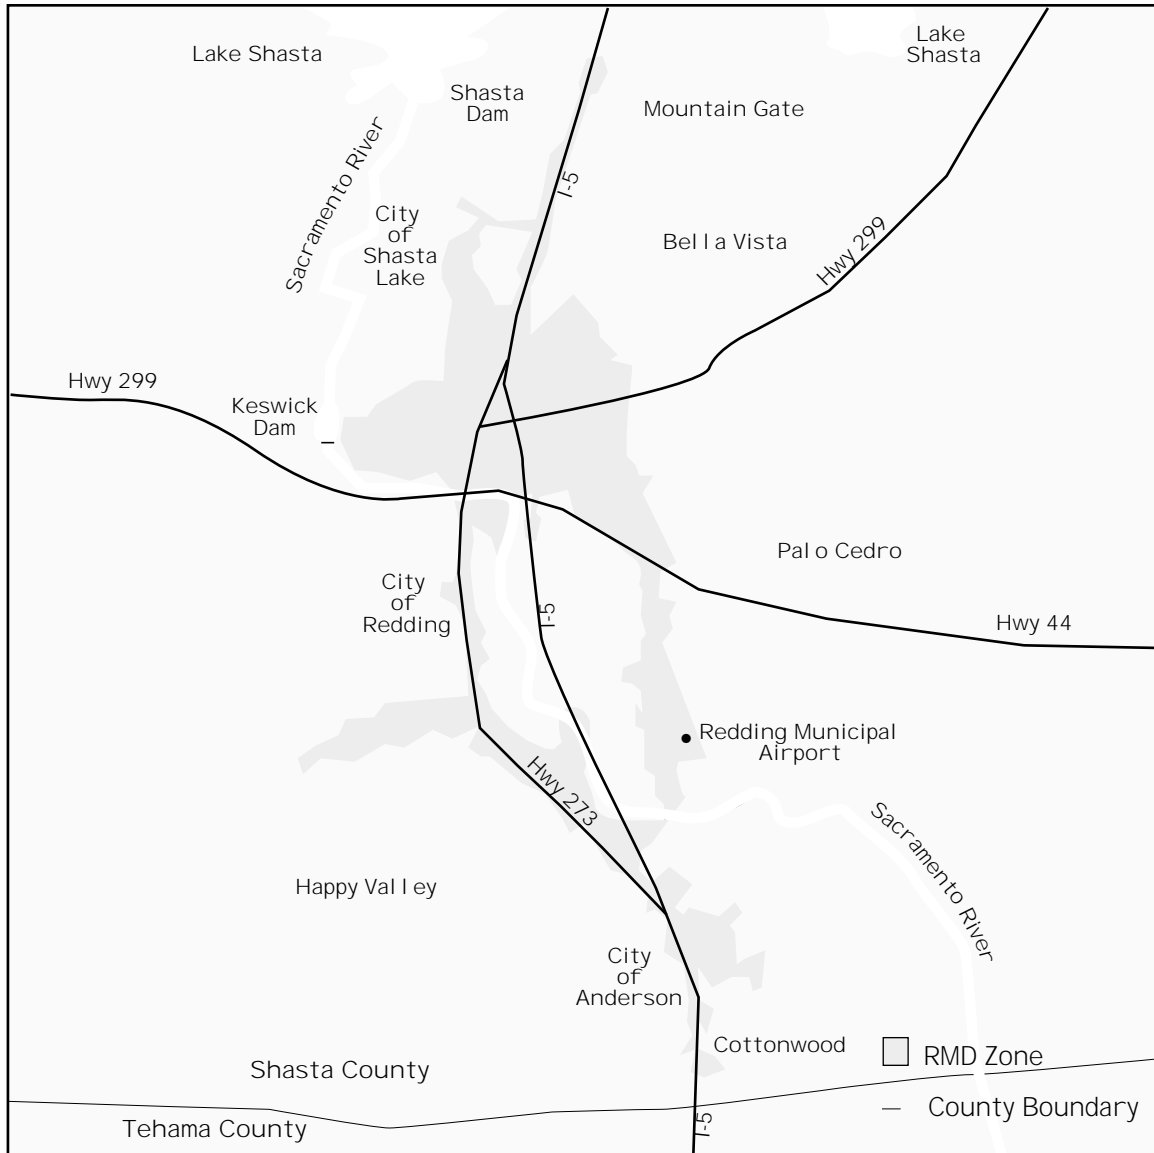 Lake Shasta
Lake
Shasta
Shasta
Dam
Mountain Gate
Sacramento River
I-5
City
of
Shasta
Lake
Bella Vista
Hwy 299
Hwy 299
Keswick
Dam
Palo Cedro
City
of
Redding
I-5
Hwy 44
Redding Municipal
Airport
Hwy 273
Sacramento River
Happy Valley
City
of
Anderson
Cottonwood
RMD Zone
Shasta County
County Boundary
Tehama County
I-5